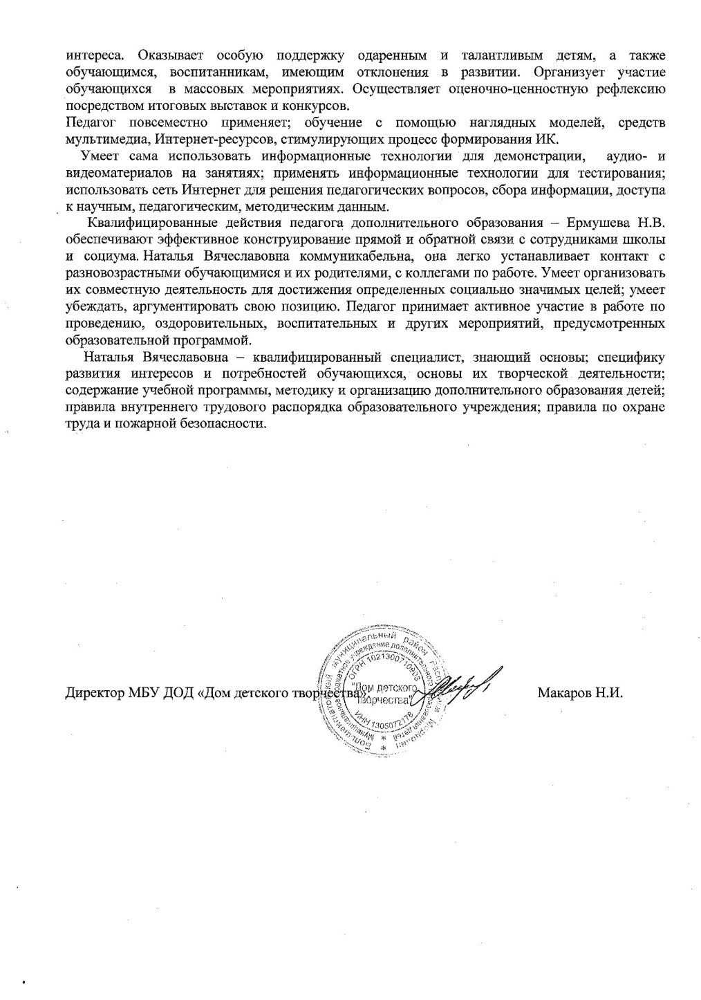 интереса. Оказывает особую поддержку одаренным и талантливым детям, а также
обучающимся, воспитанникам, имеющим отклонения в развитии. Организует участие
обучающихся в массовых мероприятиях. Осуществляет оценочно-ценностную рефлексию
посредством итоговых выставок и конкурсов.
Педагог повсеместно применяет; обучение с помощью наглядных моделей, средств
мультимедиа, Интернет-ресурсов, стимулирующих процесс формирования ИК.
Умеет сама использовать информационные технологии для демонстрации, аудио- и
видеоматериалов на занятиях; применять информационные технологии для тестирования;
использовать сеть Интернет для решения педагогических вопросов, сбора информации, доступа
к научным, педагогическим, методическим данным.
Квалифицированные действия педагога дополнительного образования – Ермушева Н.В.
обеспечивают эффективное конструирование прямой и обратной связи с сотрудниками школы
и социума. Наталья Вячеславовна коммуникабельна, она легко устанавливает контакт с
разновозрастными обучающимися и их родителями, с коллегами по работе. Умеет организовать
их совместную деятельность для достижения определенных социально значимых целей; умеет
убеждать, аргументировать свою позицию. Педагог принимает активное участие в работе по
проведению, оздоровительных, воспитательных и других мероприятий, предусмотренных
образовательной программой.
Наталья Вячеславовна – квалифицированный специалист, знающий основы; специфику
развития интересов и потребностей обучающихся, основы их творческой деятельности;
содержание учебной программы, методику и организацию дополнительного образования детей;
правила внутреннего трудового распорядка образовательного учреждения; правила по охране
труда и пожарной безопасности.
Директор МБУ ДОД «Дом детского творчества». Макаров Н.И.
муниципальный район
учреждение дополнительного
ОГРН 1021300710903
"Дом детского
творчества"
ИНН 1305072178